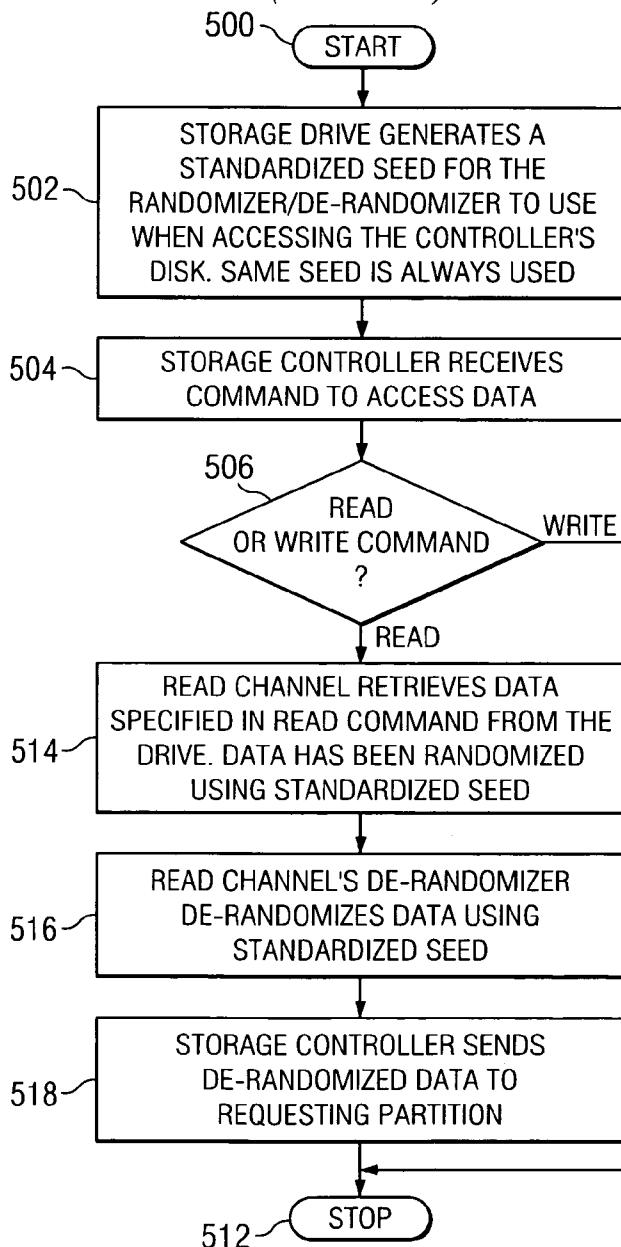 500
START
502
STORAGE DRIVE GENERATES A
STANDARDIZED SEED FOR THE
RANDOMIZER/DE-RANDOMIZER TO USE
WHEN ACCESSING THE CONTROLLER'S
DISK. SAME SEED IS ALWAYS USED
504
STORAGE CONTROLLER RECEIVES
COMMAND TO ACCESS DATA
506
READ
OR WRITE COMMAND
?
WRITE
READ
514
READ CHANNEL RETRIEVES DATA
SPECIFIED IN READ COMMAND FROM THE
DRIVE. DATA HAS BEEN RANDOMIZED
USING STANDARDIZED SEED
516
READ CHANNEL'S DE-RANDOMIZER
DE-RANDOMIZES DATA USING
STANDARDIZED SEED
518
STORAGE CONTROLLER SENDS
DE-RANDOMIZED DATA TO
REQUESTING PARTITION
512
STOP